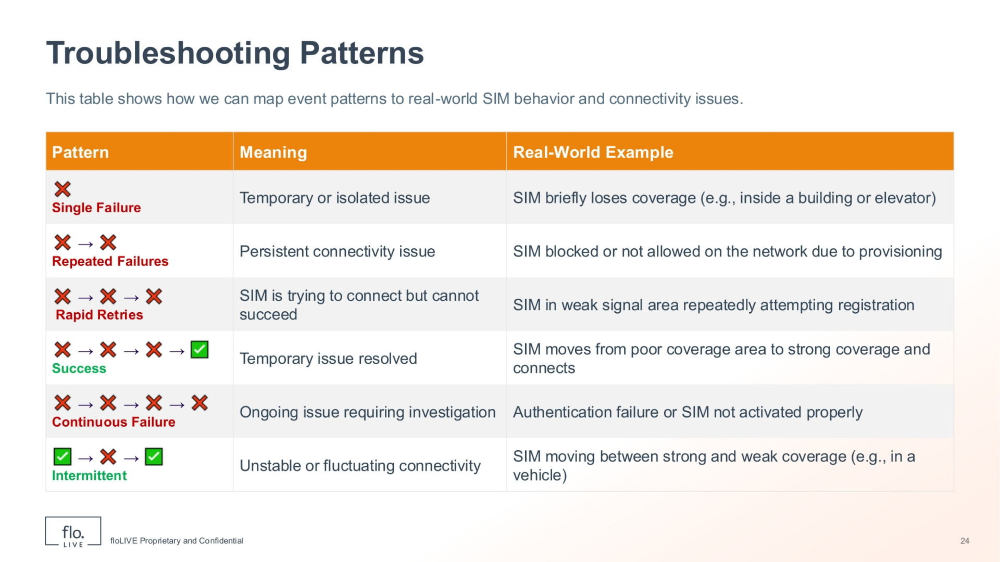 Troubleshooting Patterns
This table shows how we can map event patterns to real-world SIM behavior and connectivity issues.
Pattern
Meaning
Real-World Example
❌
Single Failure
Temporary or isolated issue
SIM briefly loses coverage (e.g., inside a building or elevator)
❌ → ❌
Repeated Failures
Persistent connectivity issue
SIM blocked or not allowed on the network due to provisioning
❌ → ❌ → ❌
Rapid Retries
SIM is trying to connect but cannot
succeed
SIM in weak signal area repeatedly attempting registration
❌ → ❌ → ❌ → ✅
Success
Temporary issue resolved
SIM moves from poor coverage area to strong coverage and
connects
❌ → ❌ → ❌ → ❌
Continuous Failure
Ongoing issue requiring investigation
Authentication failure or SIM not activated properly
✅ → ❌ → ✅
Intermittent
Unstable or fluctuating connectivity
SIM moving between strong and weak coverage (e.g., in a
vehicle)
flo.
LIVE
floLIVE Proprietary and Confidential
24